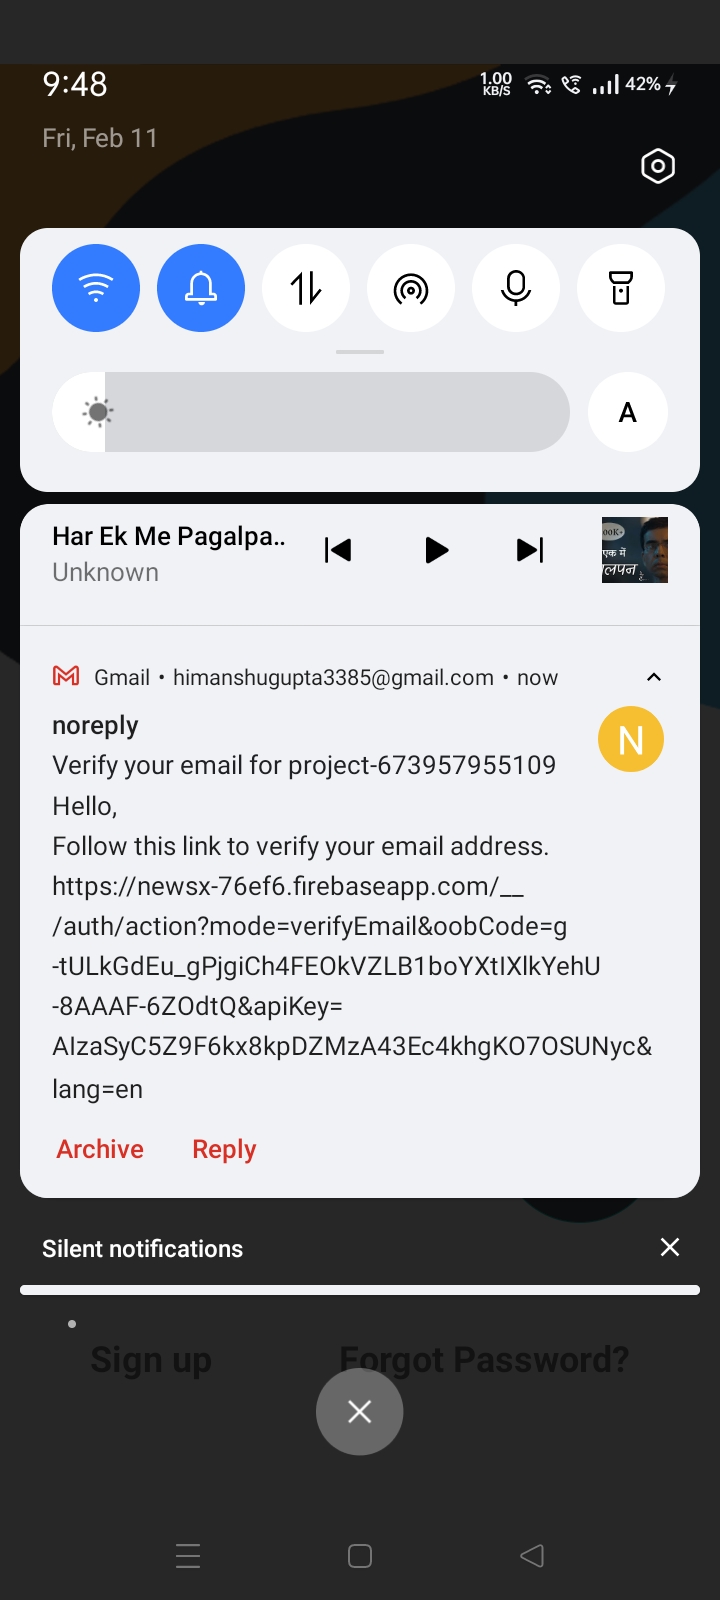 9:48
1.00
KB/S
42%
Fri, Feb 11
A
Har Ek Me Pagalpa..
Unknown
00K+
एक में
लपन
है..
Gmail • himanshugupta3385@gmail.com • now
noreply
N
Verify your email for project-673957955109
Hello,
Follow this link to verify your email address.
https://newsx-76ef6.firebaseapp.com/__
/auth/action?mode=verifyEmail&oobCode=g
-tULkGdEu_gPjgiCh4FEOkVZLB1boYXtIXlkYehU
-8AAAF-6ZOdtQ&apiKey=
AIzaSyC5Z9F6kx8kpDZMzA43Ec4khgKO7OSUNyc&
lang=en
Archive Reply
Silent notifications
Sign up Forgot Password?